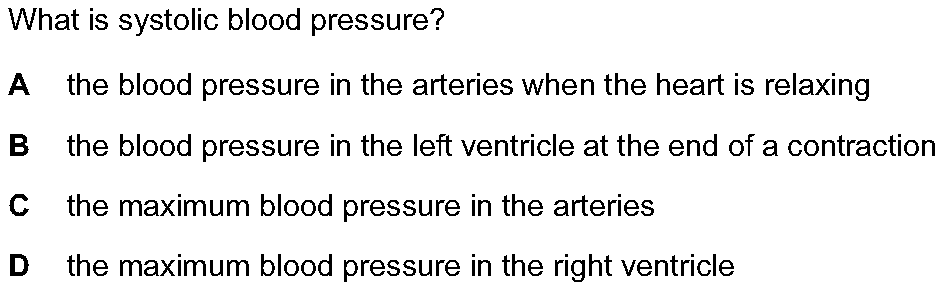 What is systolic blood pressure?
A the blood pressure in the arteries when the heart is relaxing
B the blood pressure in the left ventricle at the end of a contraction
C the maximum blood pressure in the arteries
D the maximum blood pressure in the right ventricle